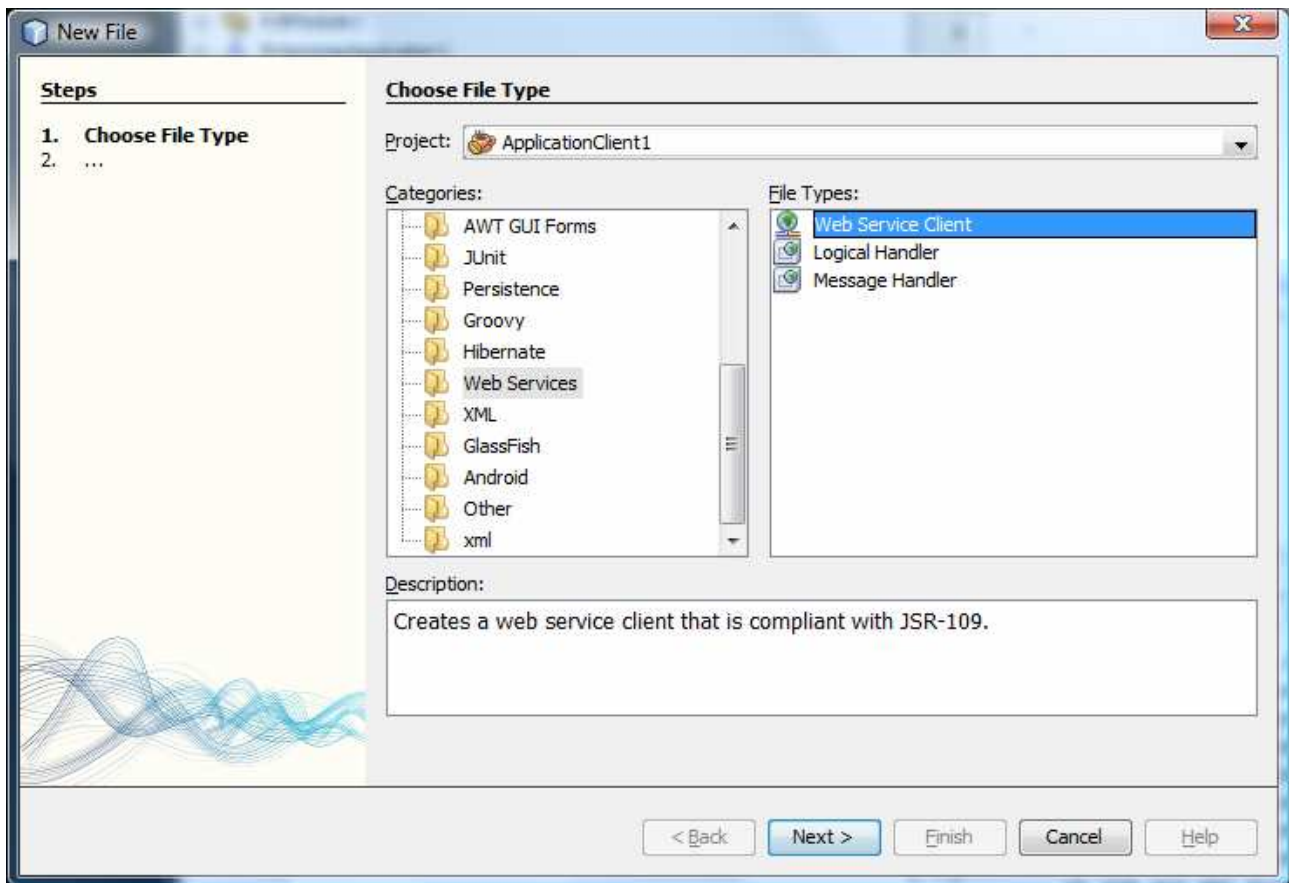 New File
Steps
1. Choose File Type
2. ...
Choose File Type
Project: ApplicationClient1
Categories:
AWT GUI Forms
JUnit
Persistence
Groovy
Hibernate
Web Services
XML
GlassFish
Android
Other
xml
File Types:
Web Service Client
Logical Handler
Message Handler
Description:
Creates a web service client that is compliant with JSR-109.
< Back Next > Finish Cancel Help